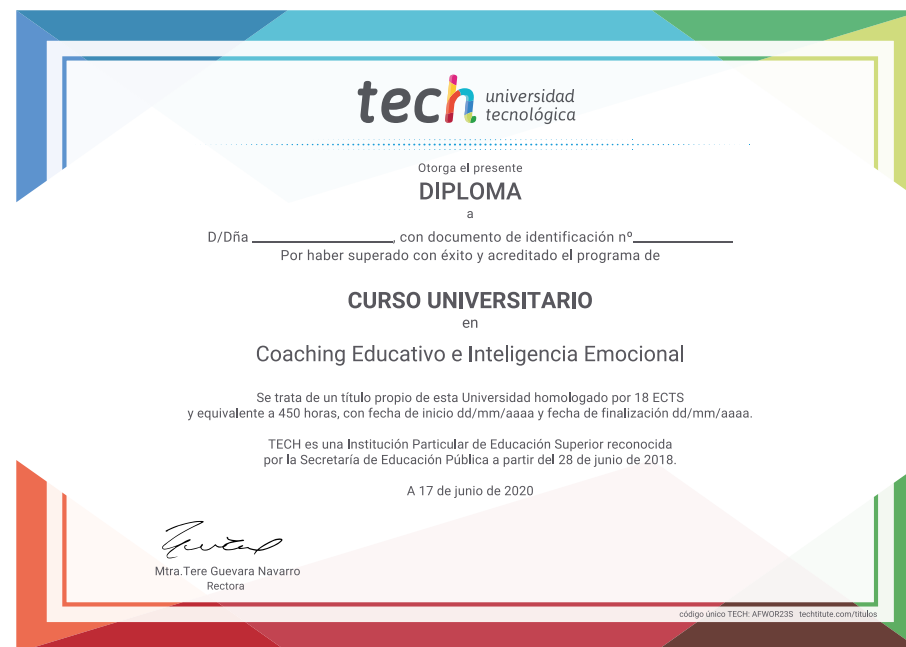 tech universidad
tecnológica
Otorga el presente
DIPLOMA
a
D/Dña ____________________, con documento de identificación nº______________
Por haber superado con éxito y acreditado el programa de
CURSO UNIVERSITARIO
en
Coaching Educativo e Inteligencia Emocional
Se trata de un título propio de esta Universidad homologado por 18 ECTS
y equivalente a 450 horas, con fecha de inicio dd/mm/aaaa y fecha de finalización dd/mm/aaaa.
TECH es una Institución Particular de Educación Superior reconocida
por la Secretaría de Educación Pública a partir del 28 de junio de 2018.
A 17 de junio de 2020
Mtra.Tere Guevara Navarro
Rectora
código único TECH: AFWOR23S techtitute.com/titulos